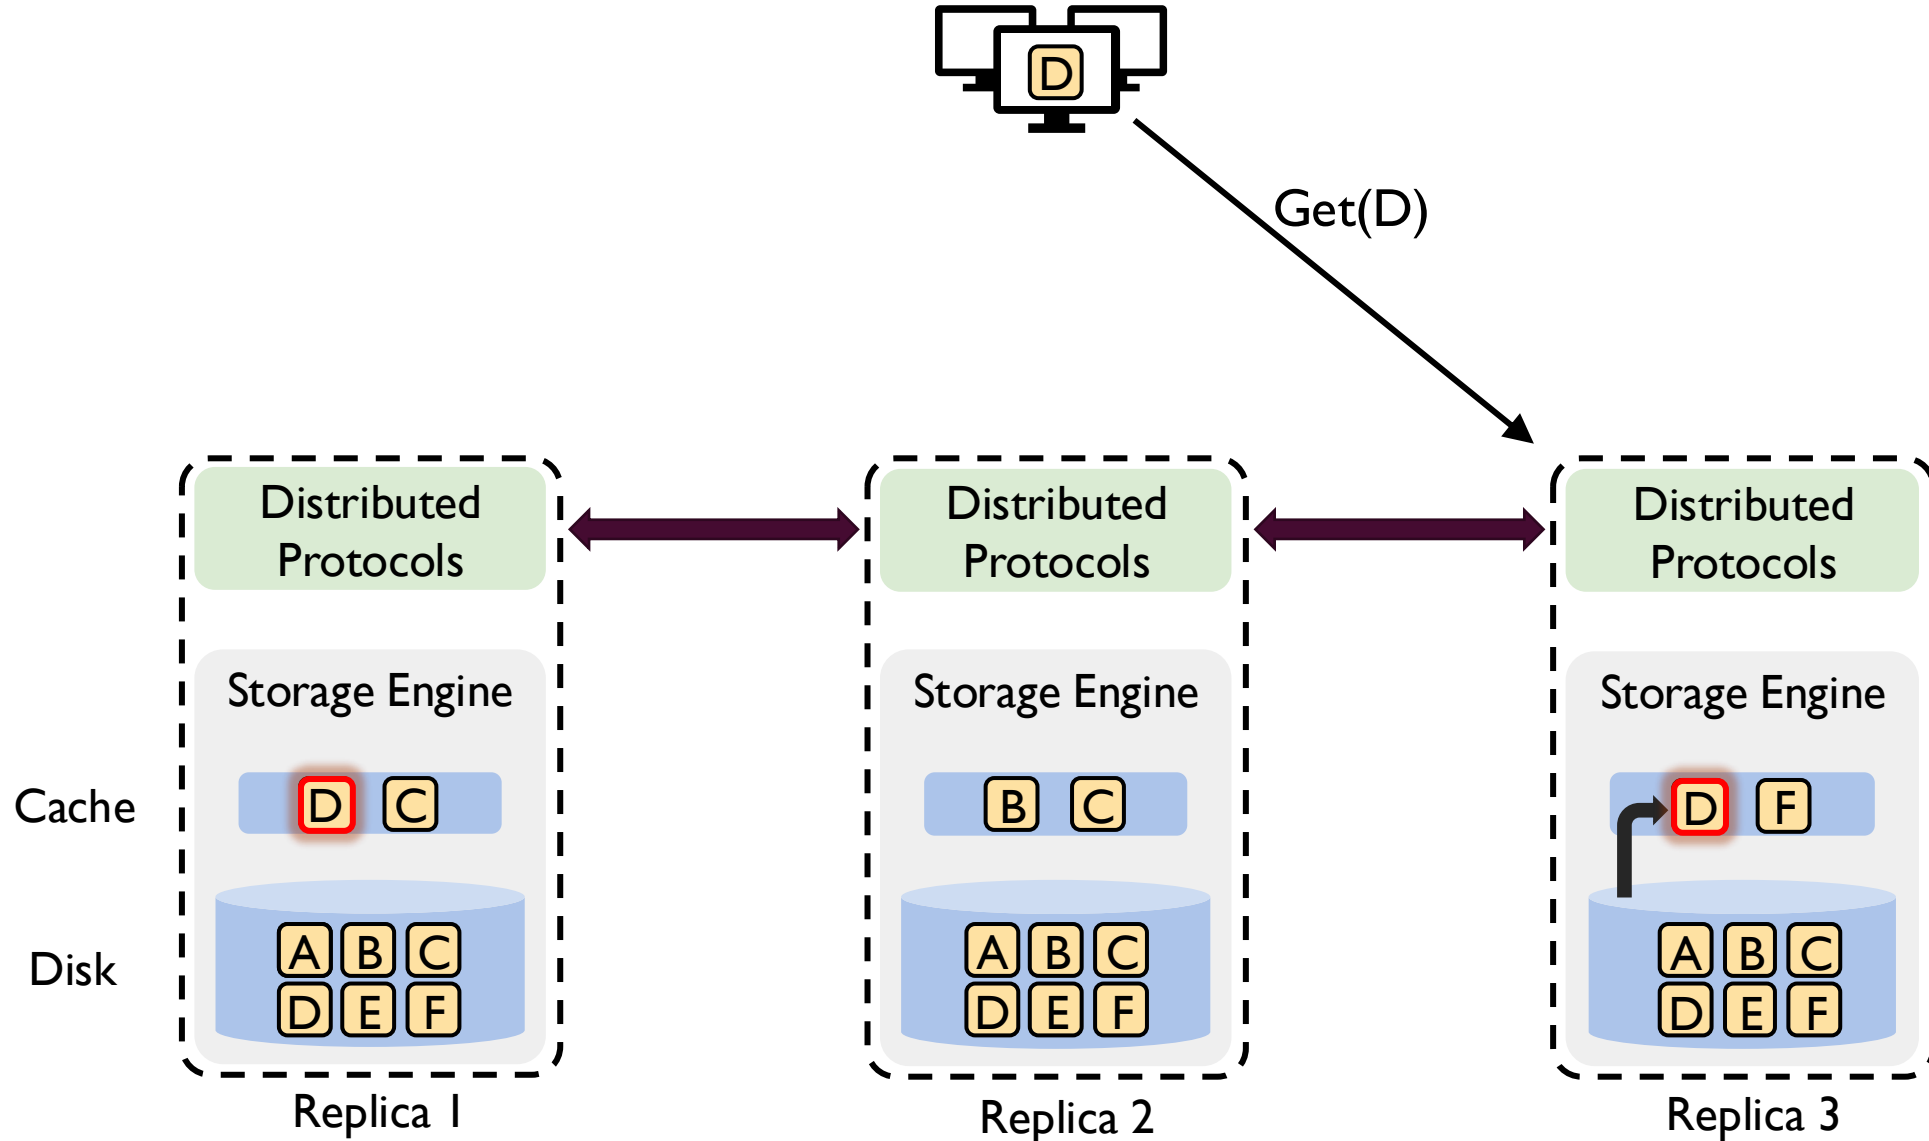 D
Get(D)
Distributed
Protocols
Distributed
Protocols
Distributed
Protocols
Storage Engine
Storage Engine
Storage Engine
Cache
D C
B C
D F
Disk
A B C
D E F
A B C
D E F
A B C
D E F
Replica 1
Replica 2
Replica 3